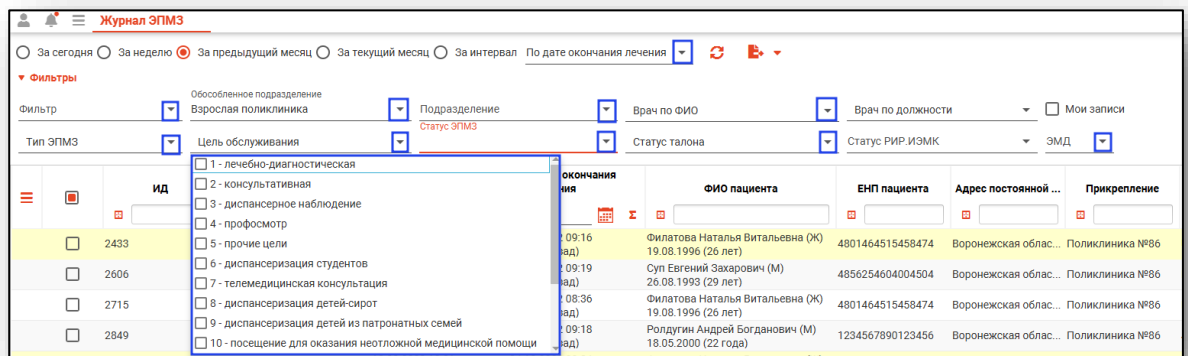 Журнал ЭПМЗ
За сегодня За неделю За предыдущий месяц За текущий месяц За интервал По дате окончания лечения
Фильтры
Обособленное подразделение
Фильтр Взрослая поликлиника Подразделение Врач по ФИО Врач по должности Мои записи
Статус ЭПМЗ
Тип ЭПМЗ Цель обслуживания Статус талона Статус РИР.ИЭМК ЭМД
1 - лечебно-диагностическая
2 - консультативная
3 - диспансерное наблюдение
4 - профосмотр
5 - прочие цели
6 - диспансеризация студентов
7 - телемедицинская консультация
8 - диспансеризация детей-сирот
9 - диспансеризация детей из патронатных семей
10 - посещение для оказания неотложной медицинской помощи
ИД окончания ФИО пациента ЕНП пациента Адрес постоянной ... Прикрепление
Σ
2433 09:16 Филатова Наталья Витальевна (Ж) 4801464515458474 Воронежская облас... Поликлиника №86
19.08.1996 (26 лет)
2606 09:19 Суп Евгений Захарович (М) 4856254604004504 Воронежская облас... Поликлиника №86
26.08.1993 (29 лет)
2715 08:36 Филатова Наталья Витальевна (Ж) 4801464515458474 Воронежская облас... Поликлиника №86
19.08.1996 (26 лет)
2849 09:18 Ролдугин Андрей Богданович (М) 1234567890123456 Воронежская облас... Поликлиника №86
18.05.2000 (22 года)